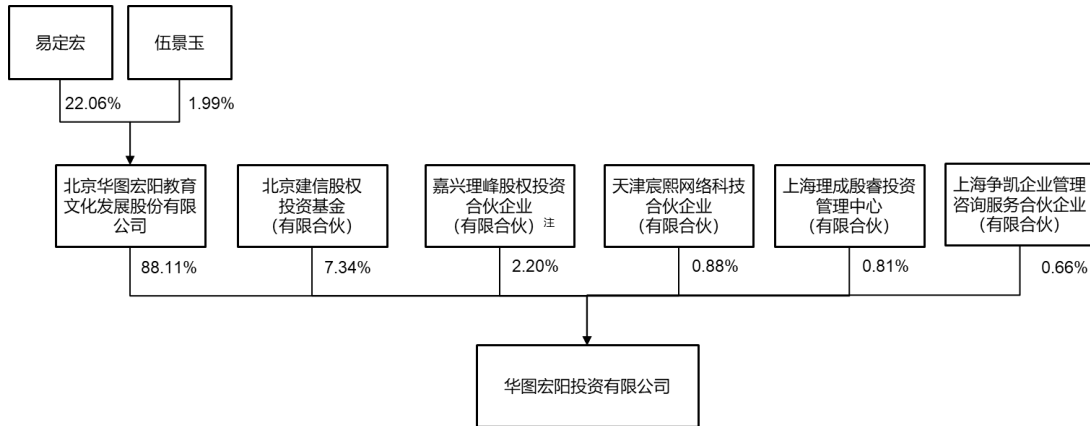 易定宏
伍景玉
22.06%
1.99%
北京华图宏阳教育
文化发展股份有限
公司
北京建信股权
投资基金
（有限合伙）
嘉兴理峰股权投资
合伙企业
（有限合伙）注
天津宸熙网络科技
合伙企业
（有限合伙）
上海理成殷睿投资
管理中心
（有限合伙）
上海争凯企业管理
咨询服务合伙企业
（有限合伙）
88.11%
7.34%
2.20%
0.88%
0.81%
0.66%
华图宏阳投资有限公司